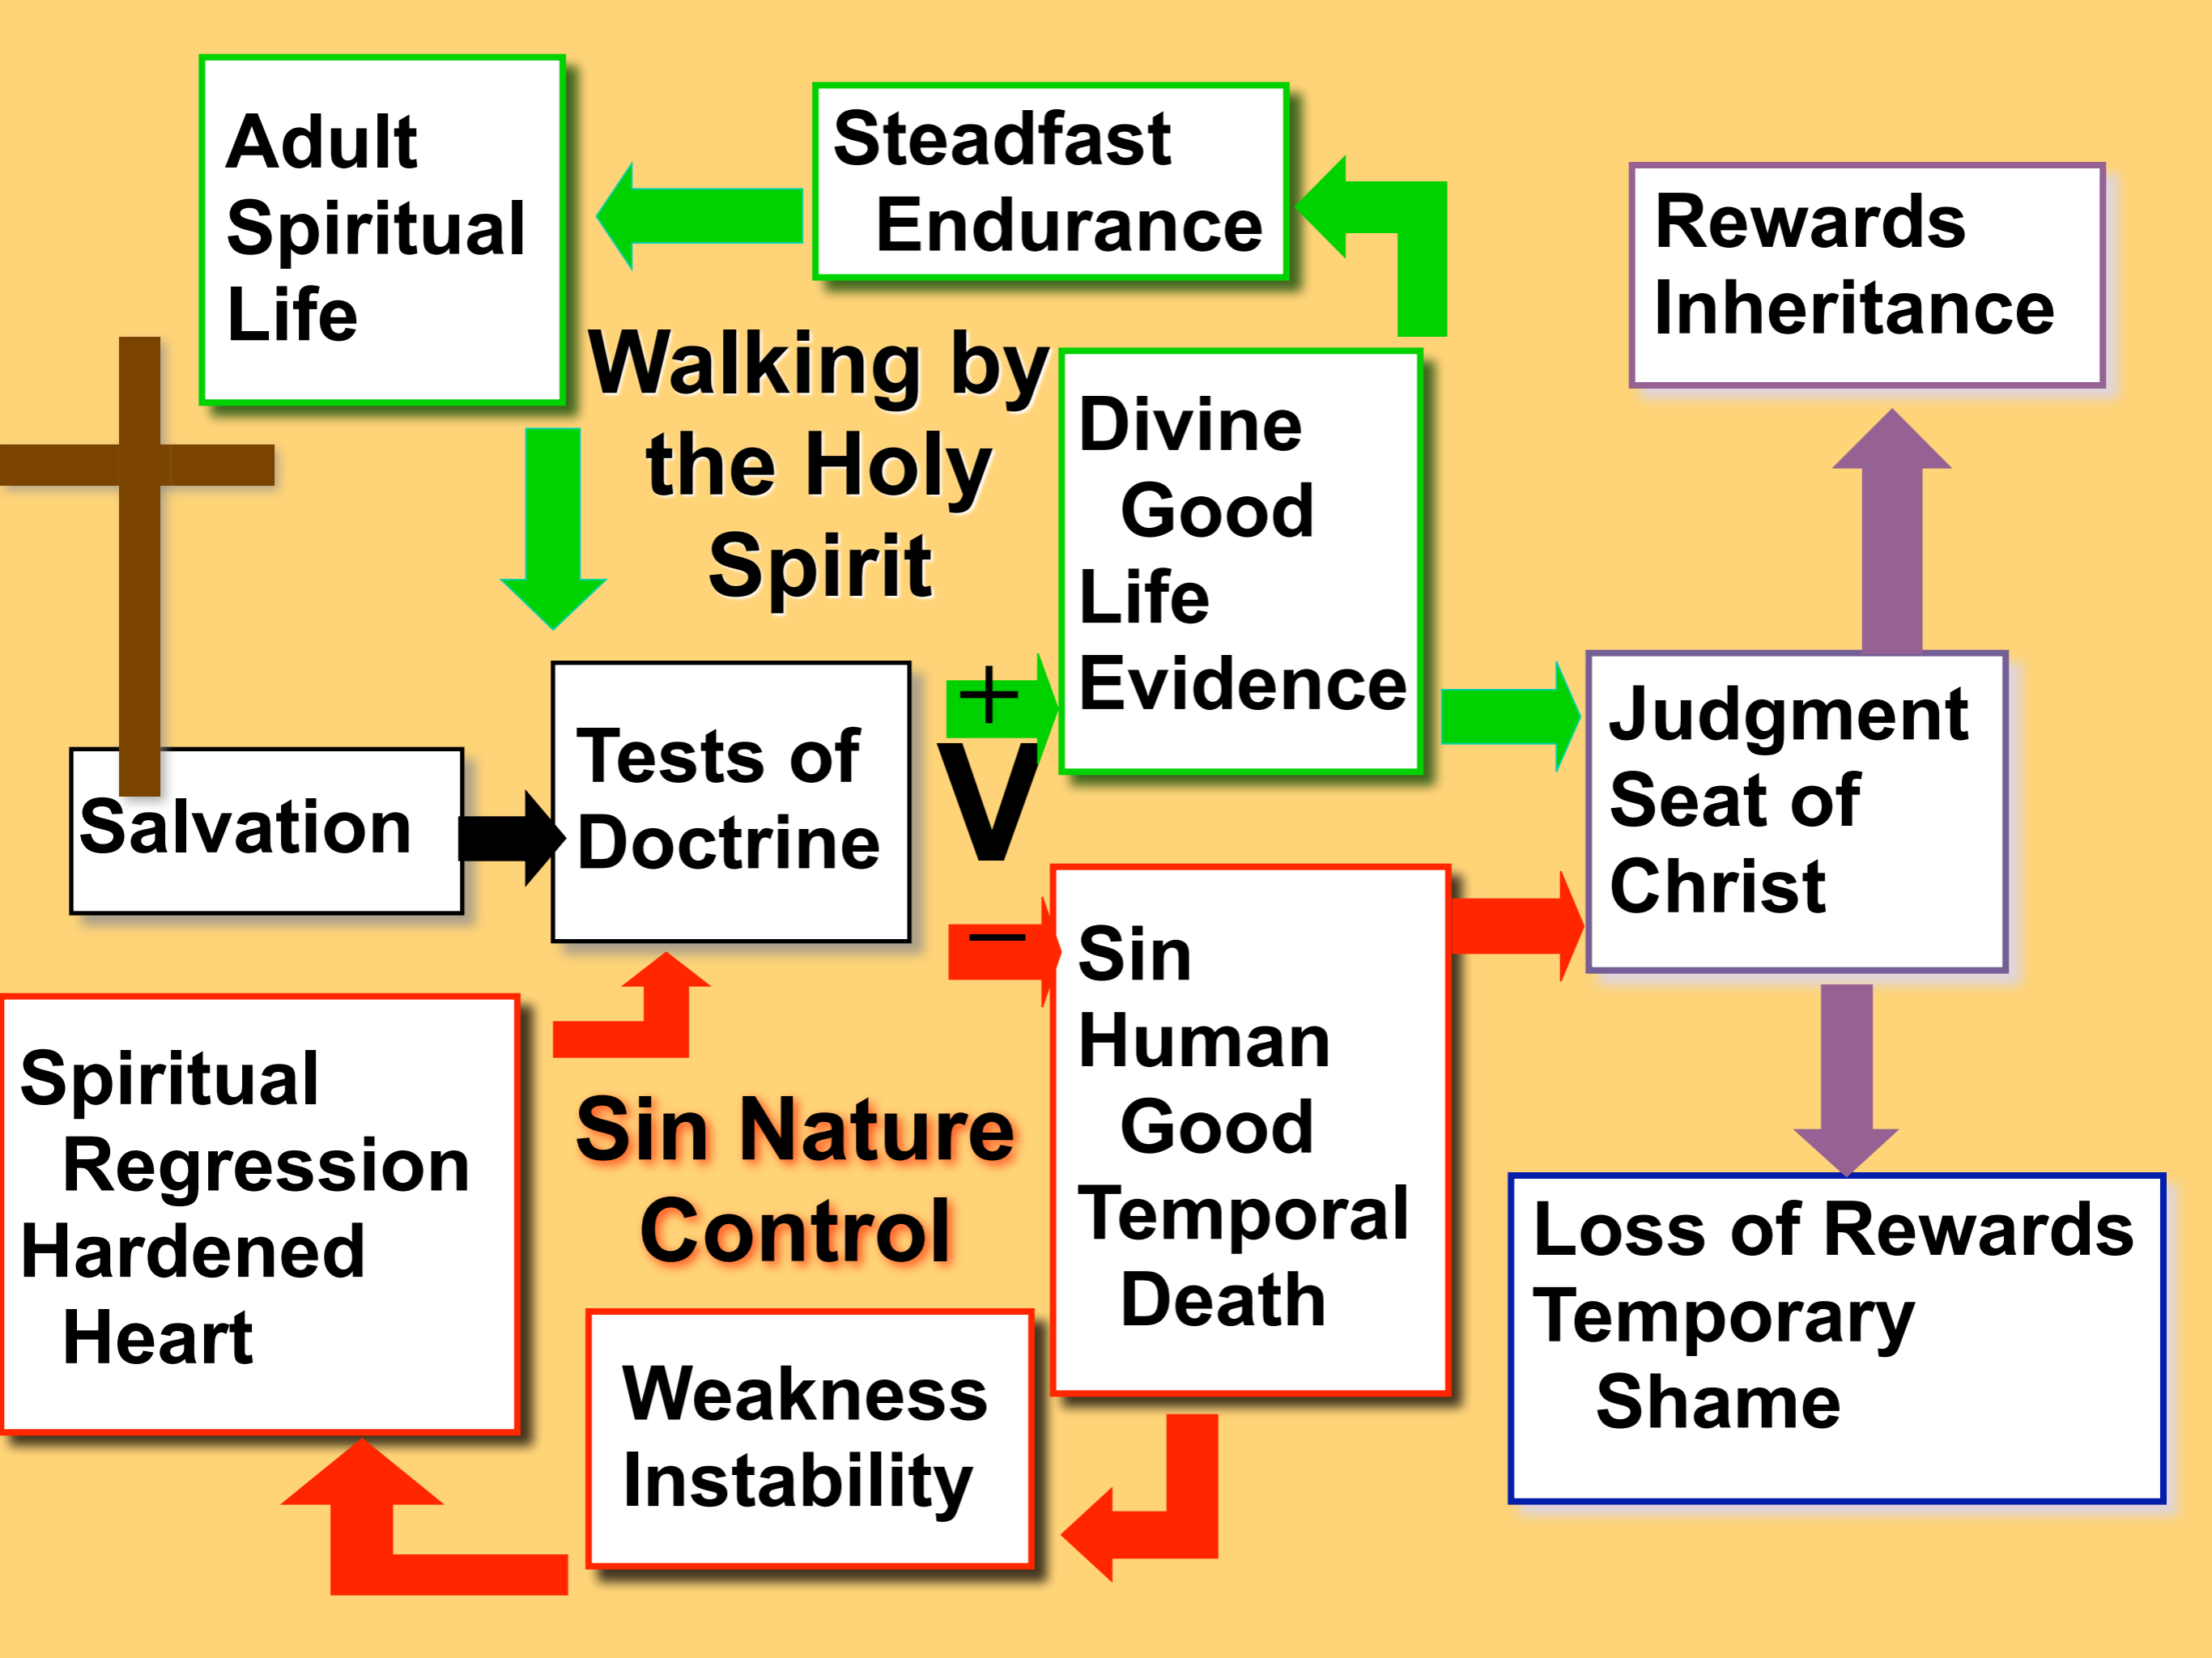 Adult
Spiritual
Life
Steadfast
Endurance
Rewards
Inheritance
Walking by
the Holy
Spirit
Divine
Good
Life
Evidence
Salvation
Tests of
Doctrine
+
V
–
Judgment
Seat of
Christ
Spiritual
Regression
Hardened
Heart
Sin Nature
Control
Sin
Human
Good
Temporal
Death
Weakness
Instability
Loss of Rewards
Temporary
Shame